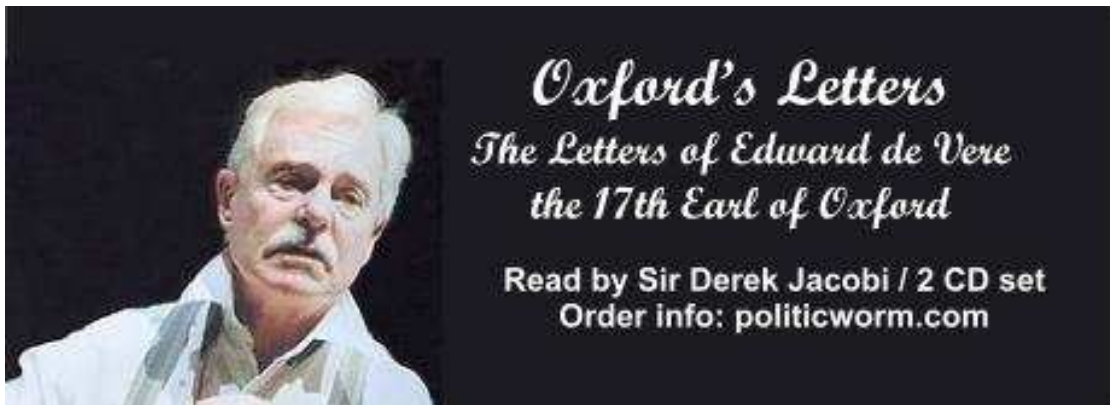 Oxford's Letters
The Letters of Edward de Vere
the 17th Earl of Oxford
Read by Sir Derek Jacobi / 2 CD set
Order info: politicworm.com